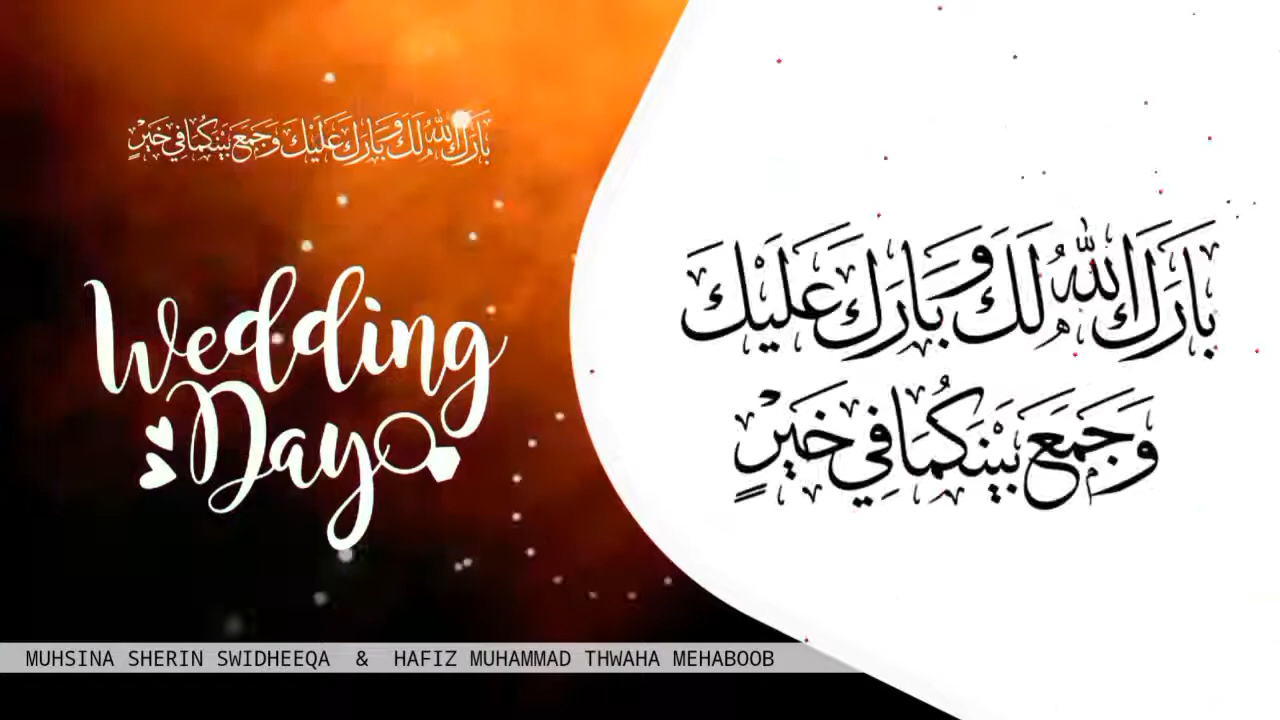 بَارَكَ اللهُ لَكَ وَبَارَكَ عَلَيْكَ وَجَمَعَ بَيْنَكُمَا فِي خَيْرٍ
Wedding
Day
بَارَكَ اللهُ لَكَ وَبَارَكَ عَلَيْكَ
وَجَمَعَ بَيْنَكُمَا فِي خَيْرٍ
MUHSINA SHERIN SWIDHEEQA & HAFIZ MUHAMMAD THWAHA MEHABOOB